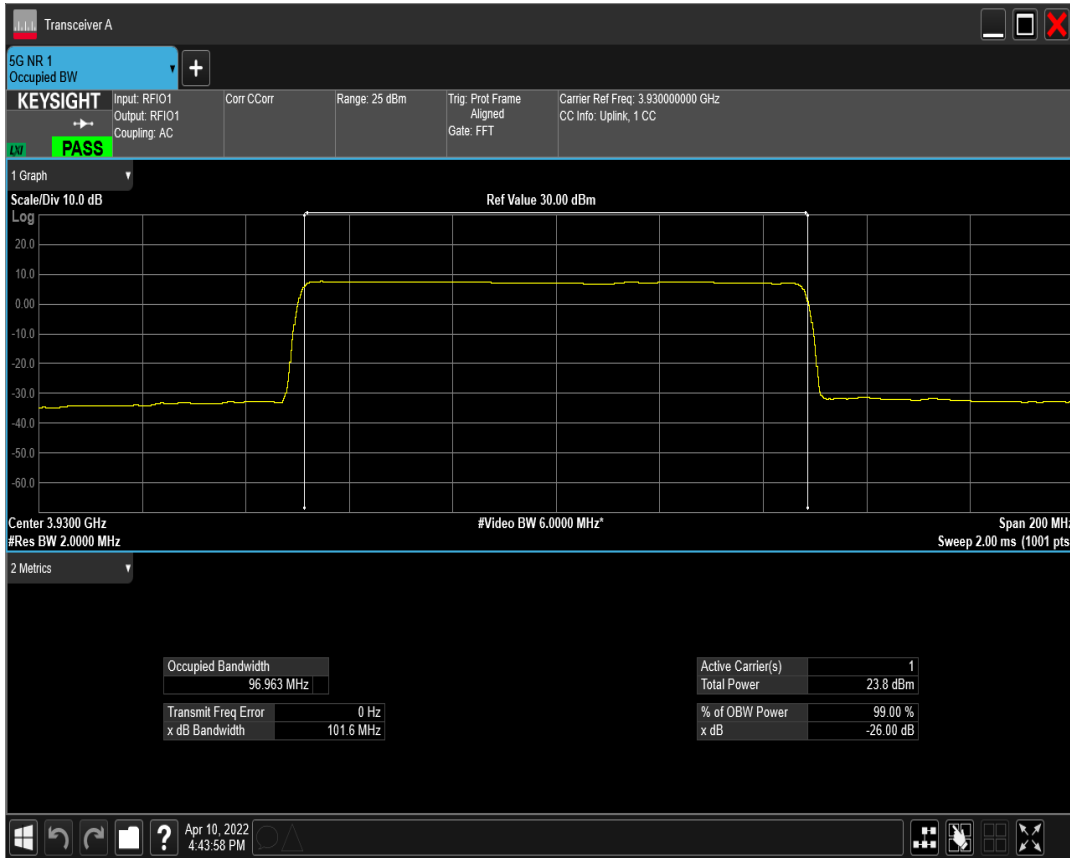 Transceiver A
5G NR 1
Occupied BW
KEYSIGHT
LXI
PASS
Input: RFIO1
Output: RFIO1
Coupling: AC
Corr CCorr
Range: 25 dBm
Trig: Prot Frame
Aligned
Gate: FFT
Carrier Ref Freq: 3.930000000 GHz
CC Info: Uplink, 1 CC
1 Graph
Scale/Div 10.0 dB
Ref Value 30.00 dBm
Log
20.0
10.0
0.00
-10.0
-20.0
-30.0
-40.0
-50.0
-60.0
Center 3.9300 GHz
#Video BW 6.0000 MHz*
Span 200 MHz
#Res BW 2.0000 MHz
Sweep 2.00 ms (1001 pts
2 Metrics
Occupied Bandwidth
96.963 MHz
Transmit Freq Error 0 Hz
x dB Bandwidth 101.6 MHz
Active Carrier(s) 1
Total Power 23.8 dBm
% of OBW Power 99.00 %
x dB -26.00 dB
?
Apr 10, 2022
4:43:58 PM